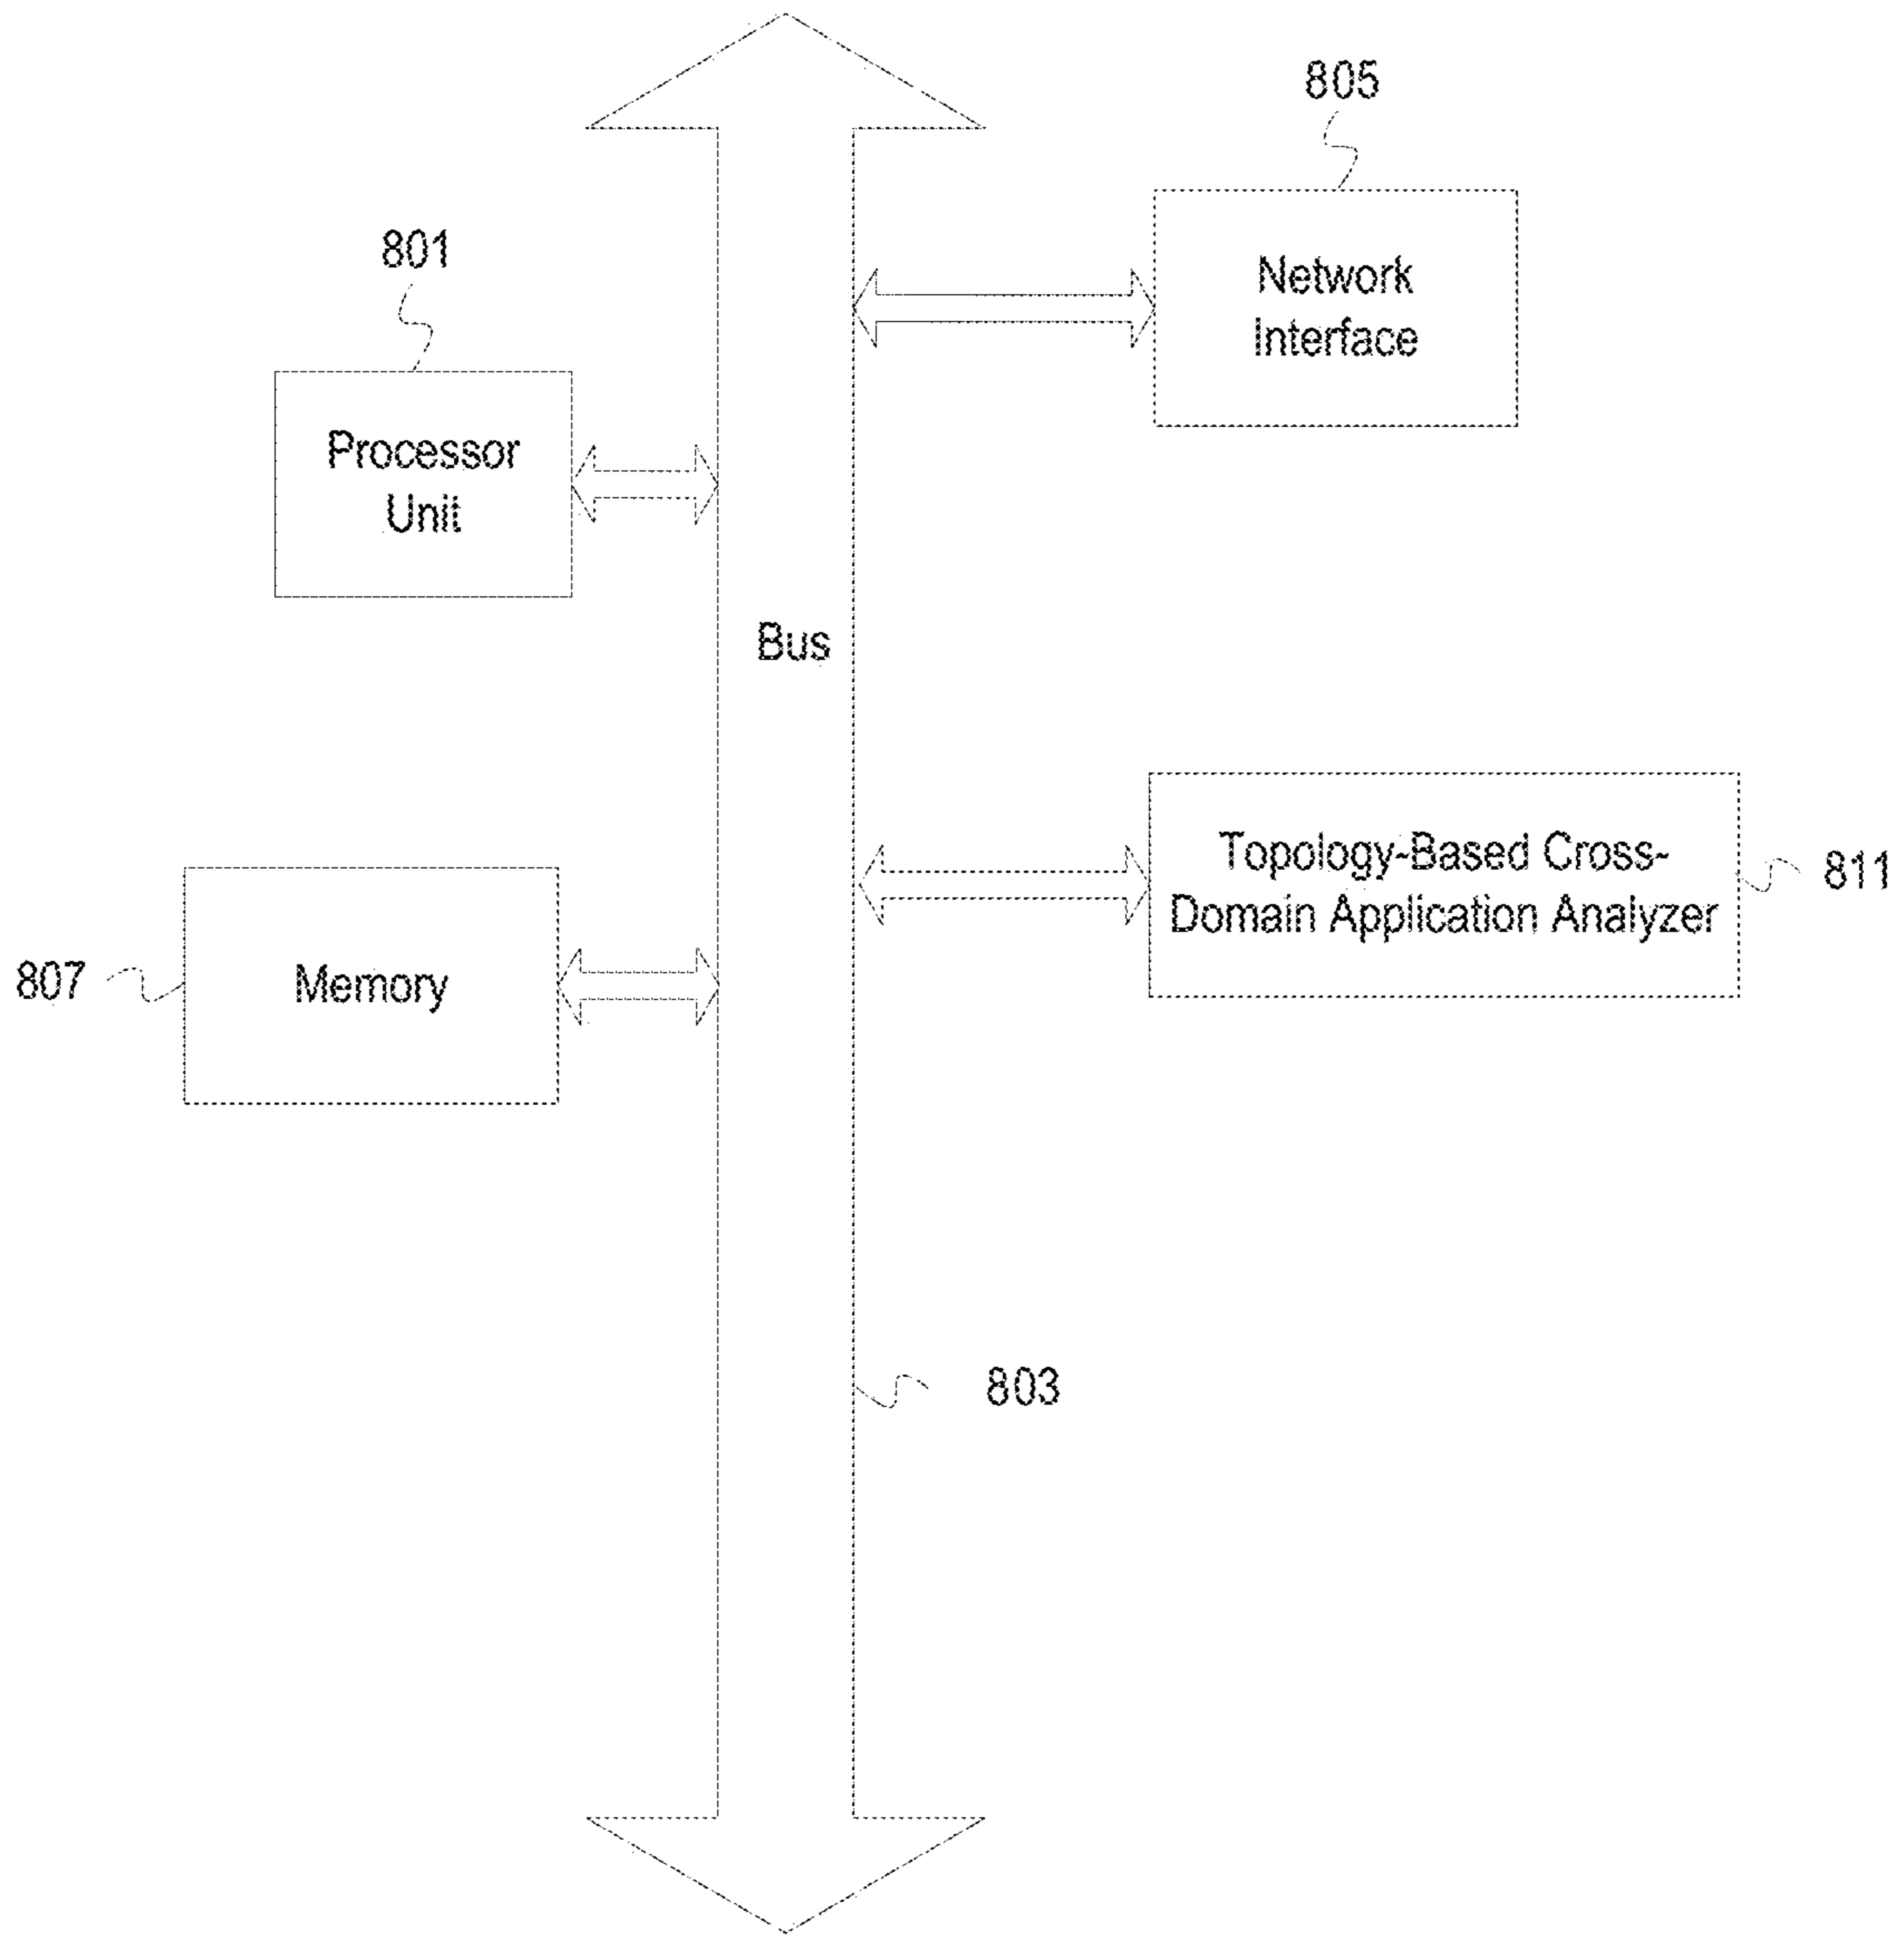 805
801
Network
Interface
Processor
Unit
Bus
Topology-Based Cross-
Domain Application Analyzer
811
807
Memory
803